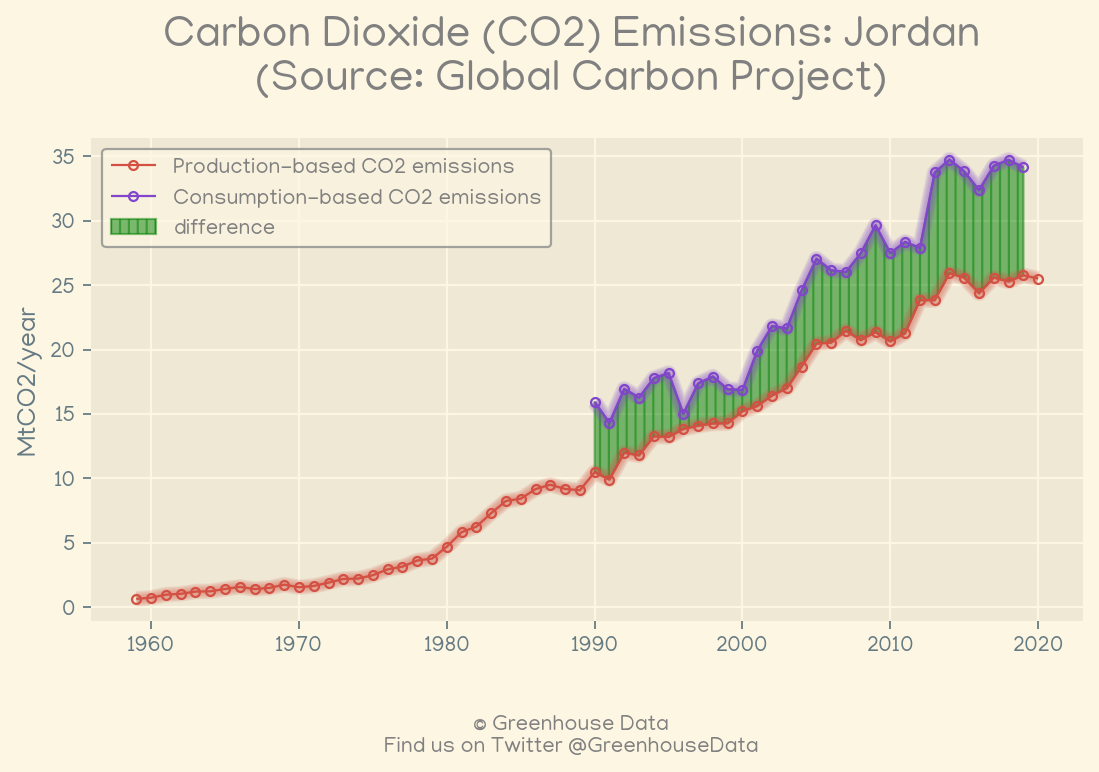 Carbon Dioxide (CO2) Emissions: Jordan
(Source: Global Carbon Project)
Production-based CO2 emissions
Consumption-based CO2 emissions
difference
MtCO2/year
35
30
25
20
15
10
5
0
1960 1970 1980 1990 2000 2010 2020
© Greenhouse Data
Find us on Twitter @GreenhouseData